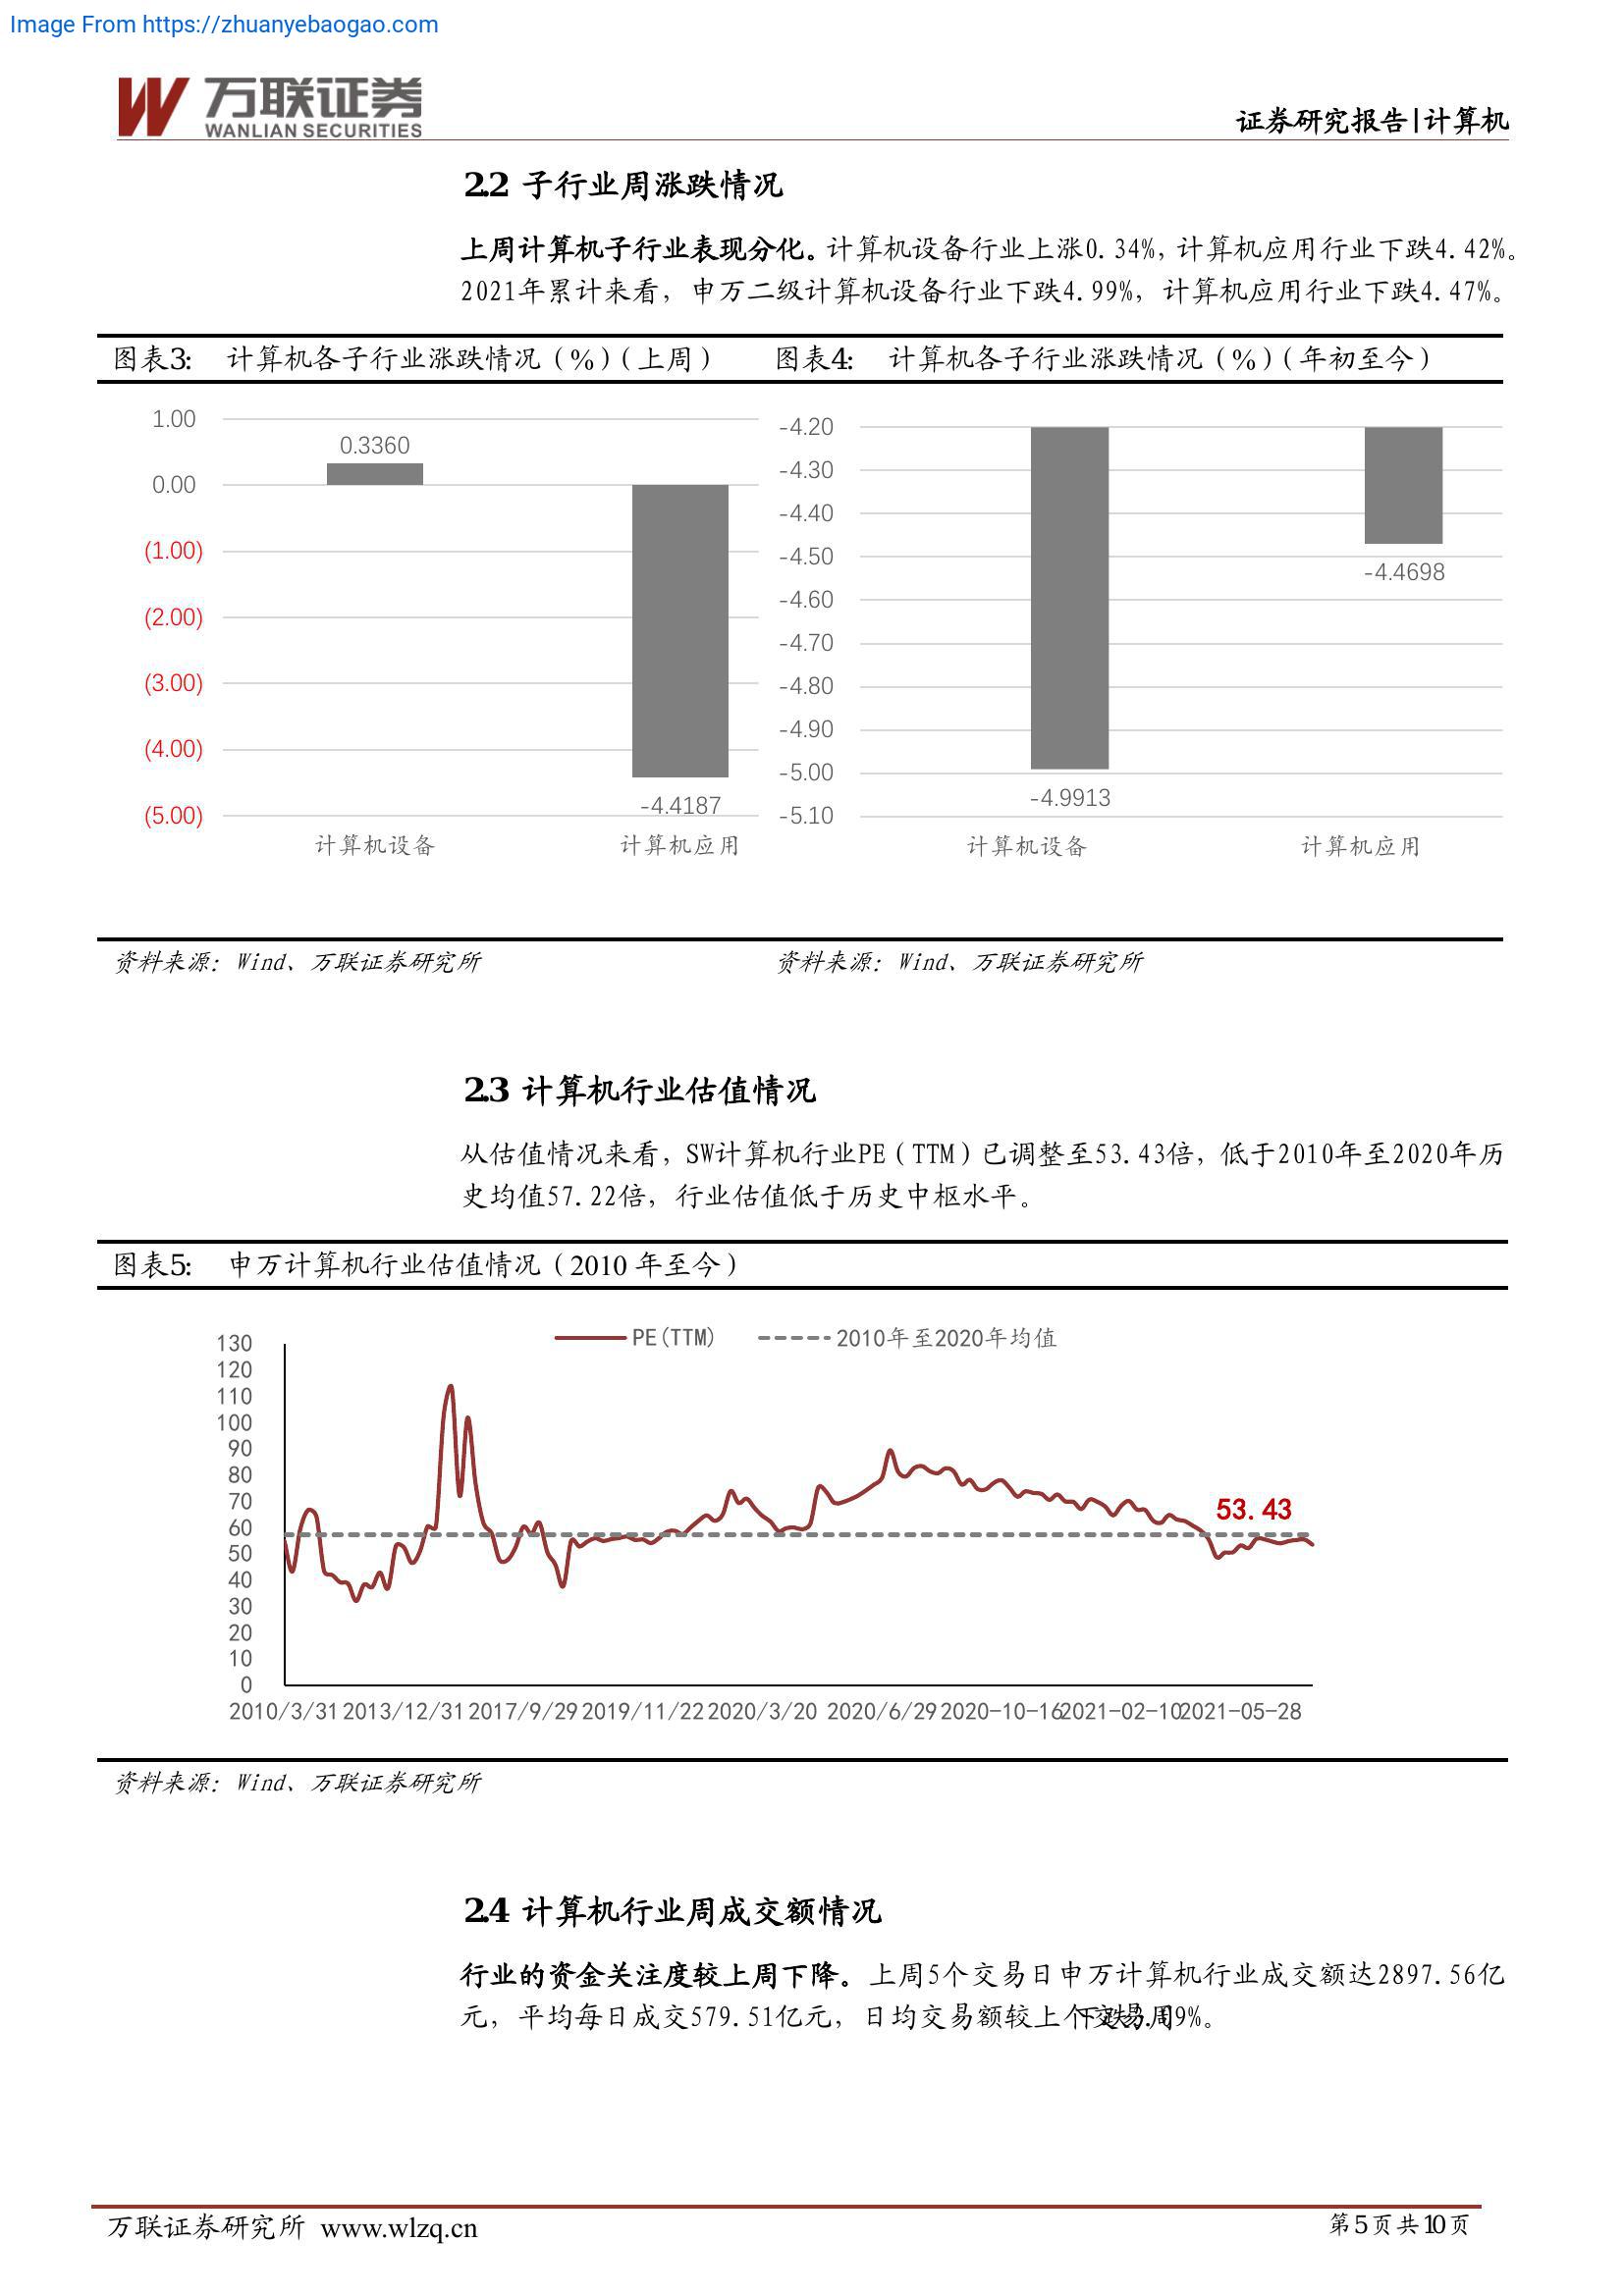 Image From https://zhuanyebaogao.com
万联证券
WANLIAN SECURITIES
证券研究报告|计算机
2.2 子行业周涨跌情况
上周计算机子行业表现分化。计算机设备行业上涨0.34%，计算机应用行业下跌4.42%。
2021年累计来看，申万二级计算机设备行业下跌4.99%，计算机应用行业下跌4.47%。
图表3: 计算机各子行业涨跌情况（%）（上周）
1.00
0.00
(1.00)
(2.00)
(3.00)
(4.00)
(5.00)
0.3360
-4.4187
计算机设备 计算机应用
资料来源：Wind、万联证券研究所
图表4: 计算机各子行业涨跌情况（%）（年初至今）
-4.20
-4.30
-4.40
-4.50
-4.60
-4.70
-4.80
-4.90
-5.00
-5.10
-4.9913
-4.4698
计算机设备 计算机应用
资料来源：Wind、万联证券研究所
2.3 计算机行业估值情况
从估值情况来看，SW计算机行业PE（TTM）已调整至53.43倍，低于2010年至2020年历
史均值57.22倍，行业估值低于历史中枢水平。
图表5: 申万计算机行业估值情况（2010 年至今）
PE(TTM) 2010年至2020年均值
130
120
110
100
90
80
70
60
50
40
30
20
10
0
53.43
2010/3/31 2013/12/31 2017/9/29 2019/11/22 2020/3/20 2020/6/29 2020-10-16 2021-02-10 2021-05-28
资料来源：Wind、万联证券研究所
2.4 计算机行业周成交额情况
行业的资金关注度较上周下降。上周5个交易日申万计算机行业成交额达2897.56亿
元，平均每日成交579.51亿元，日均交易额较上个交易周
万联证券研究所 www.wlzq.cn
第5页共10页